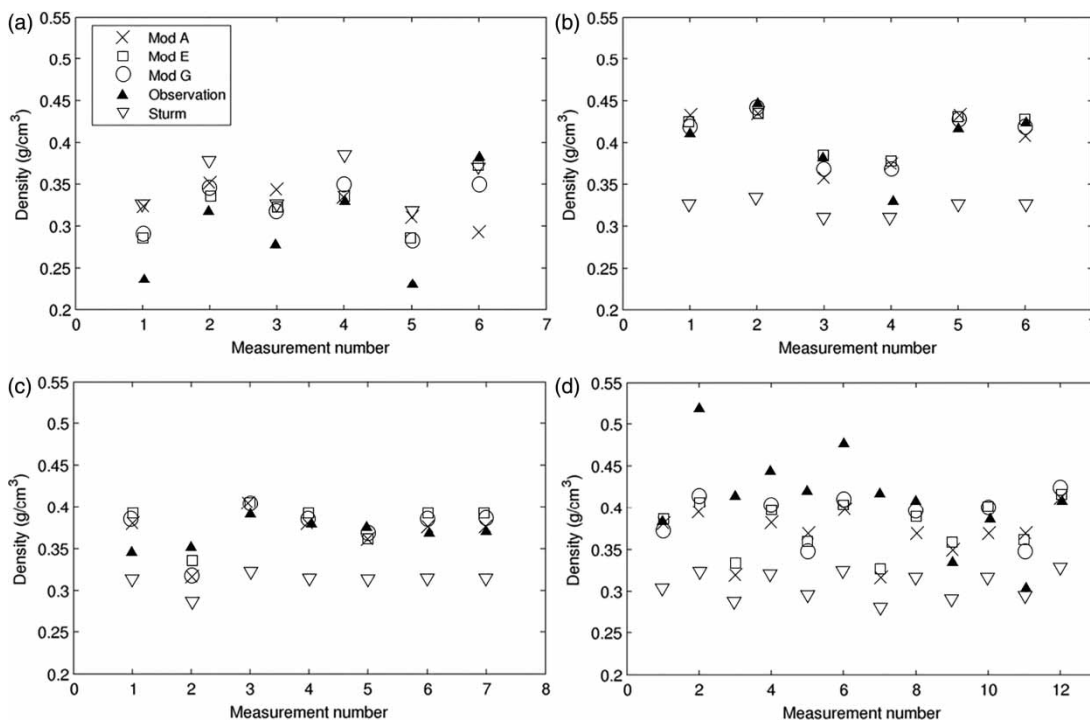 (a)
0.55
0.5
0.45
0.4
0.35
0.3
0.25
0.2
Density (g/cm³)
Mod A
Mod E
Mod G
Observation
Sturm
0 1 2 3 4 5 6 7
Measurement number
(b)
0.55
0.5
0.45
0.4
0.35
0.3
0.25
0.2
Density (g/cm³)
0 1 2 3 4 5 6 7
Measurement number
(c)
0.55
0.5
0.45
0.4
0.35
0.3
0.25
0.2
Density (g/cm³)
0 1 2 3 4 5 6 7 8
Measurement number
(d)
0.55
0.5
0.45
0.4
0.35
0.3
0.25
0.2
Density (g/cm³)
0 2 4 6 8 10 12
Measurement number